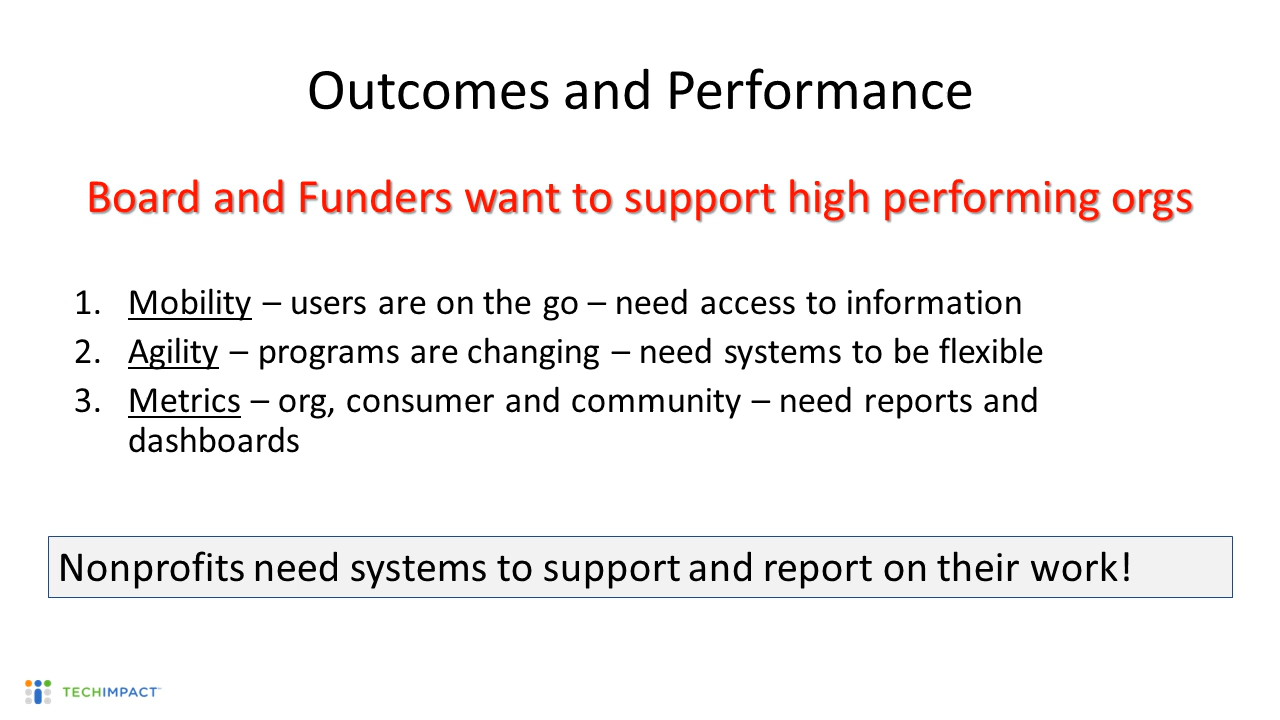 Outcomes and Performance
Board and Funders want to support high performing orgs
1. Mobility – users are on the go – need access to information
2. Agility – programs are changing – need systems to be flexible
3. Metrics – org, consumer and community – need reports and
dashboards
Nonprofits need systems to support and report on their work!
TECHIMPACT™